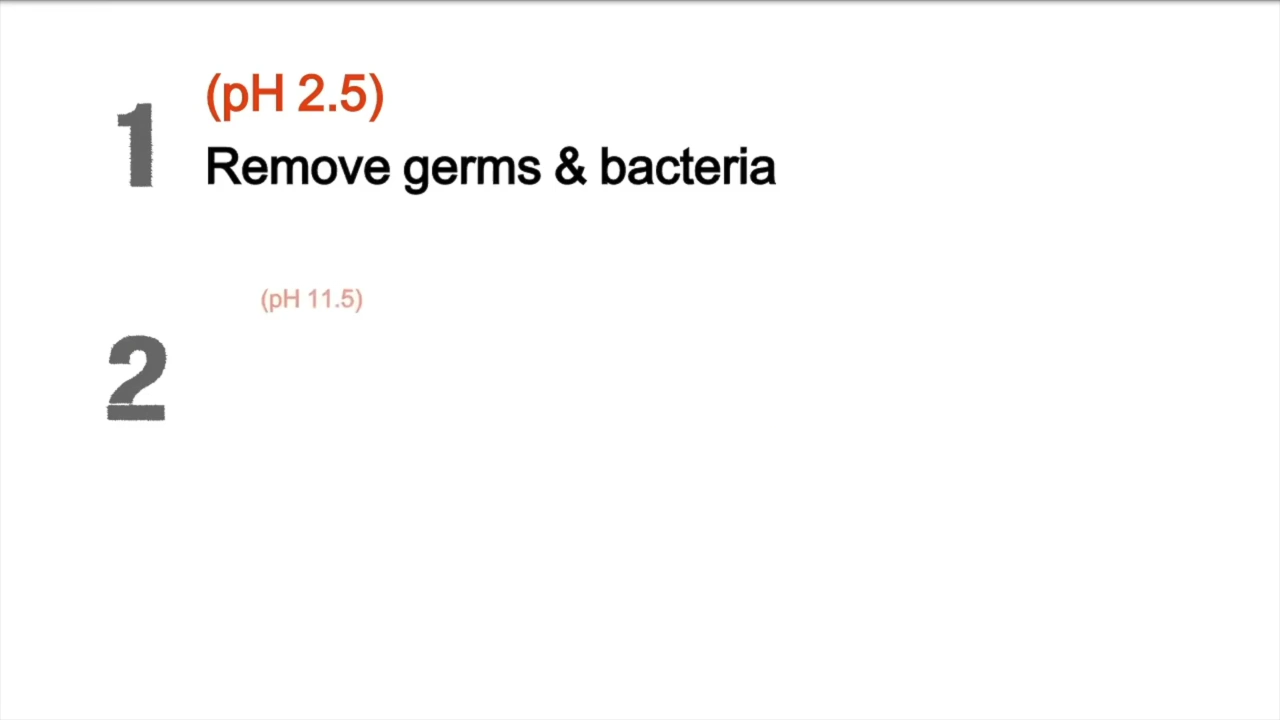 1
(pH 2.5)
Remove germs & bacteria
2
(pH 11.5)